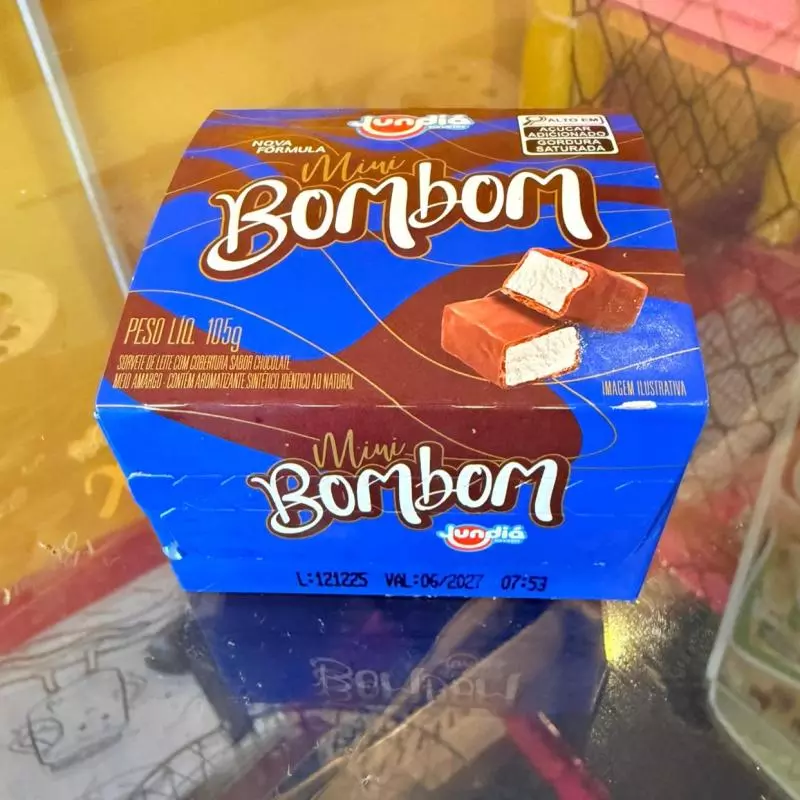 Jundiá
NOVA
FÓRMULA
ALTO EM
AÇÚCAR
ADICIONADO
GORDURA
SATURADA
Mini
Bombom
PESO LÍQ. 105g
SORVETE DE LEITE COM COBERTURA SABOR CHOCOLATE
MEIO AMARGO - CONTÉM AROMATIZANTE SINTÉTICO IDÊNTICO AO NATURAL
IMAGEM ILUSTRATIVA
Mini
Bombom
Jundiá
L:121225 VAL:06/2027 07:53